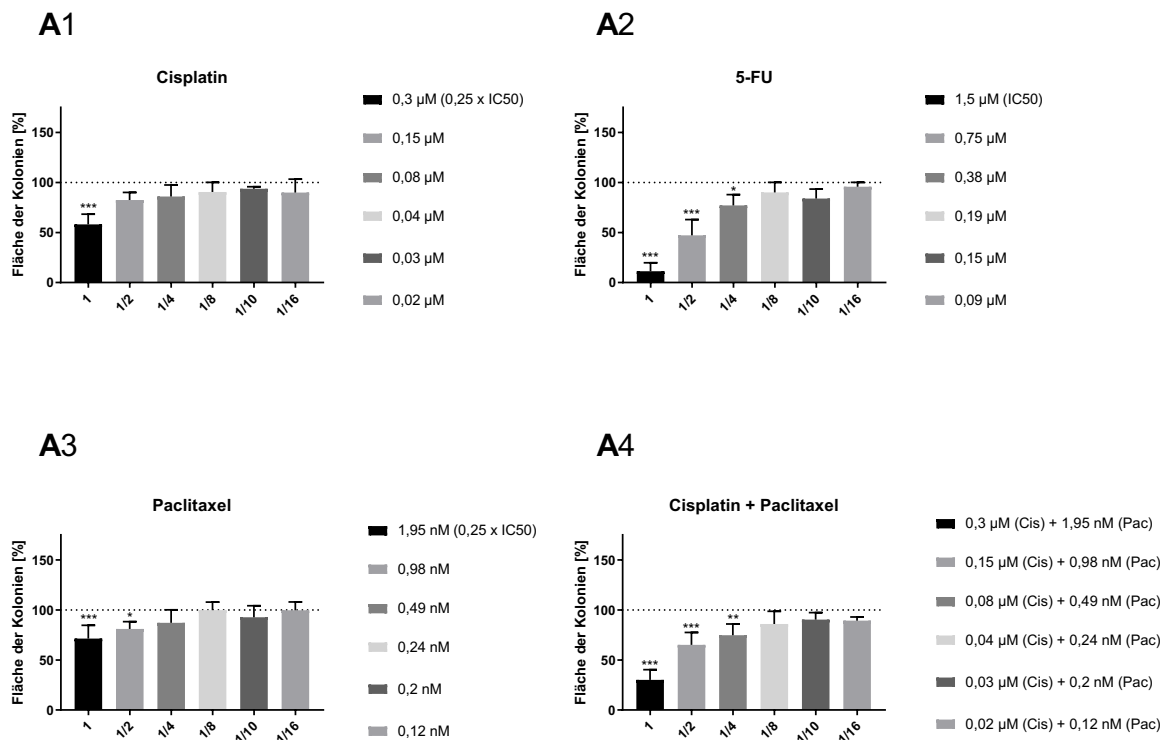 A1
Cisplatin
Fläche der Kolonien [%]
150
100
50
0
***
1
1/2
1/4
1/8
1/10
1/16
0,3 µM (0,25 x IC50)
0,15 µM
0,08 µM
0,04 µM
0,03 µM
0,02 µM
A2
5-FU
Fläche der Kolonien [%]
150
100
50
0
***
***
*
1
1/2
1/4
1/8
1/10
1/16
1,5 µM (IC50)
0,75 µM
0,38 µM
0,19 µM
0,15 µM
0,09 µM
A3
Paclitaxel
Fläche der Kolonien [%]
150
100
50
0
***
*
1
1/2
1/4
1/8
1/10
1/16
1,95 nM (0,25 x IC50)
0,98 nM
0,49 nM
0,24 nM
0,2 nM
0,12 nM
A4
Cisplatin + Paclitaxel
Fläche der Kolonien [%]
150
100
50
0
***
***
**
1
1/2
1/4
1/8
1/10
1/16
0,3 µM (Cis) + 1,95 nM (Pac)
0,15 µM (Cis) + 0,98 nM (Pac)
0,08 µM (Cis) + 0,49 nM (Pac)
0,04 µM (Cis) + 0,24 nM (Pac)
0,03 µM (Cis) + 0,2 nM (Pac)
0,02 µM (Cis) + 0,12 nM (Pac)